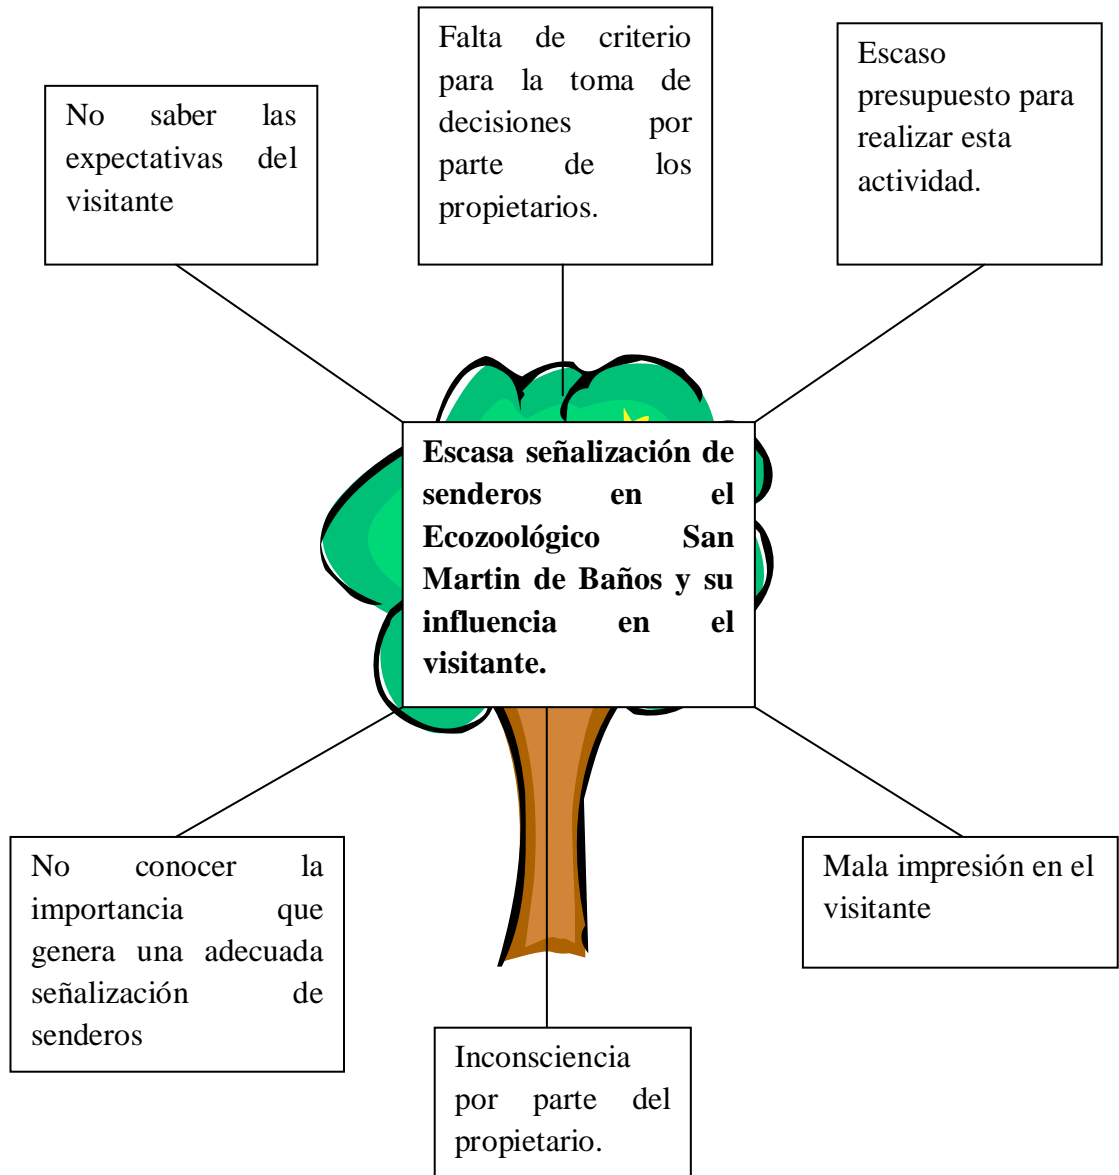 No saber las
expectativas del
visitante
Falta de criterio
para la toma de
decisiones por
parte de los
propietarios.
Escaso
presupuesto para
realizar esta
actividad.
Escasa señalización de
senderos en el
Ecozoológico San
Martin de Baños y su
influencia en el
visitante.
No conocer la
importancia que
genera una adecuada
señalización de
senderos
Inconsciencia
por parte del
propietario.
Mala impresión en el
visitante